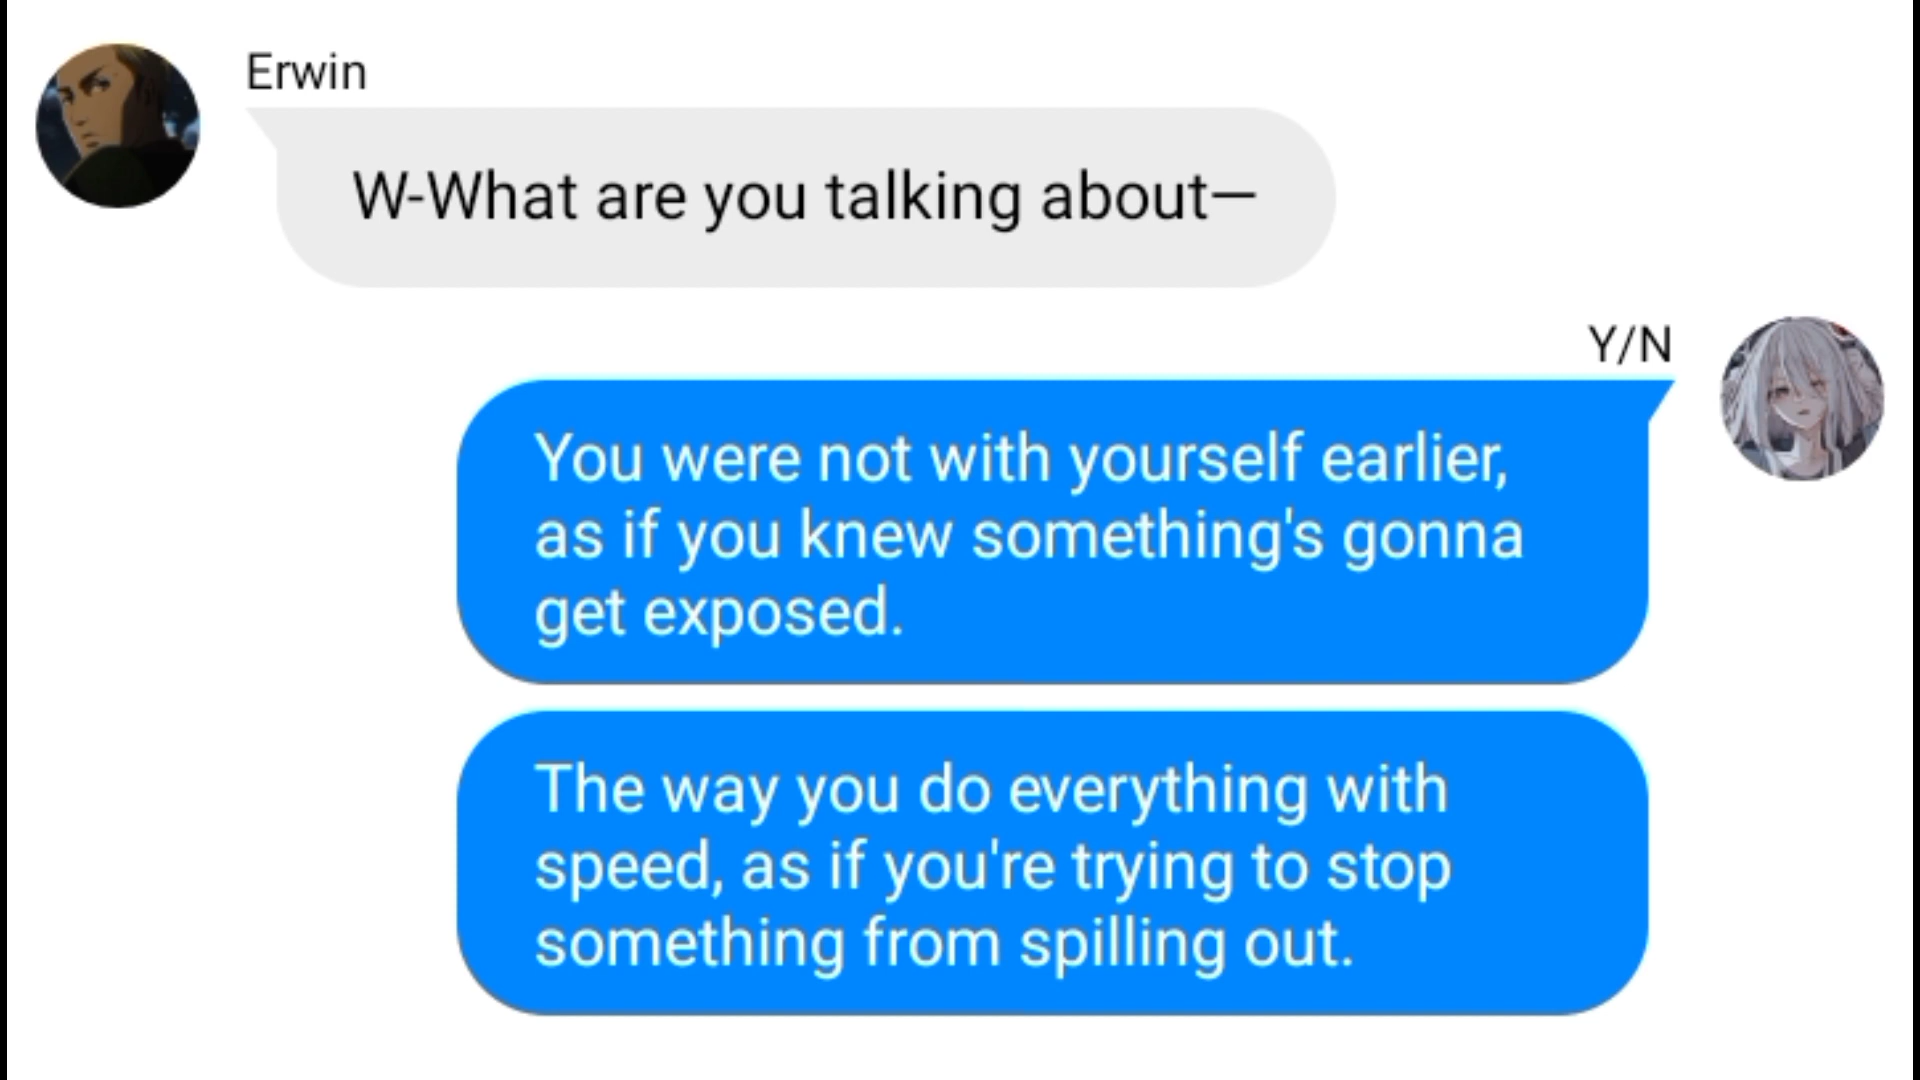 Erwin
W-What are you talking about—
Y/N
You were not with yourself earlier,
as if you knew something's gonna
get exposed.
The way you do everything with
speed, as if you're trying to stop
something from spilling out.